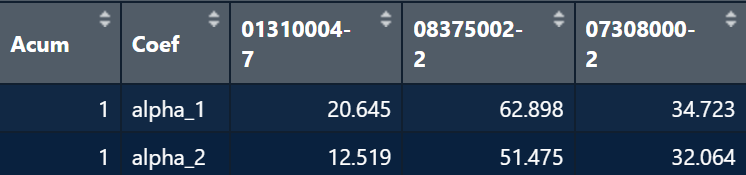 Acum Coef 01310004-7 08375002-2 07308000-2
1 alpha_1 20.645 62.898 34.723
1 alpha_2 12.519 51.475 32.064